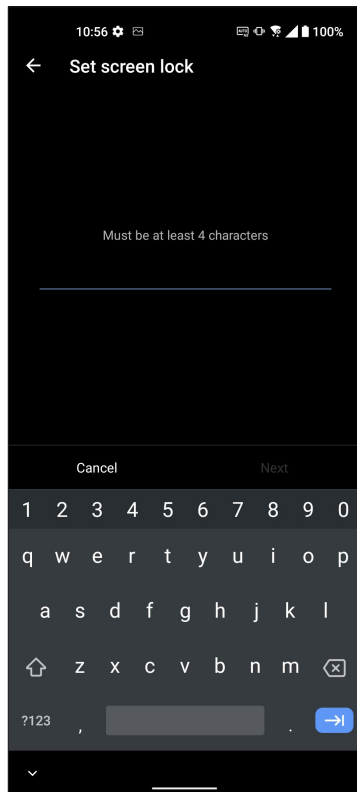 10:56 100%
Set screen lock
Must be at least 4 characters
Cancel Next
1 2 3 4 5 6 7 8 9 0
q w e r t y u i o p
a s d f g h j k l
z x c v b n m
?123 , .